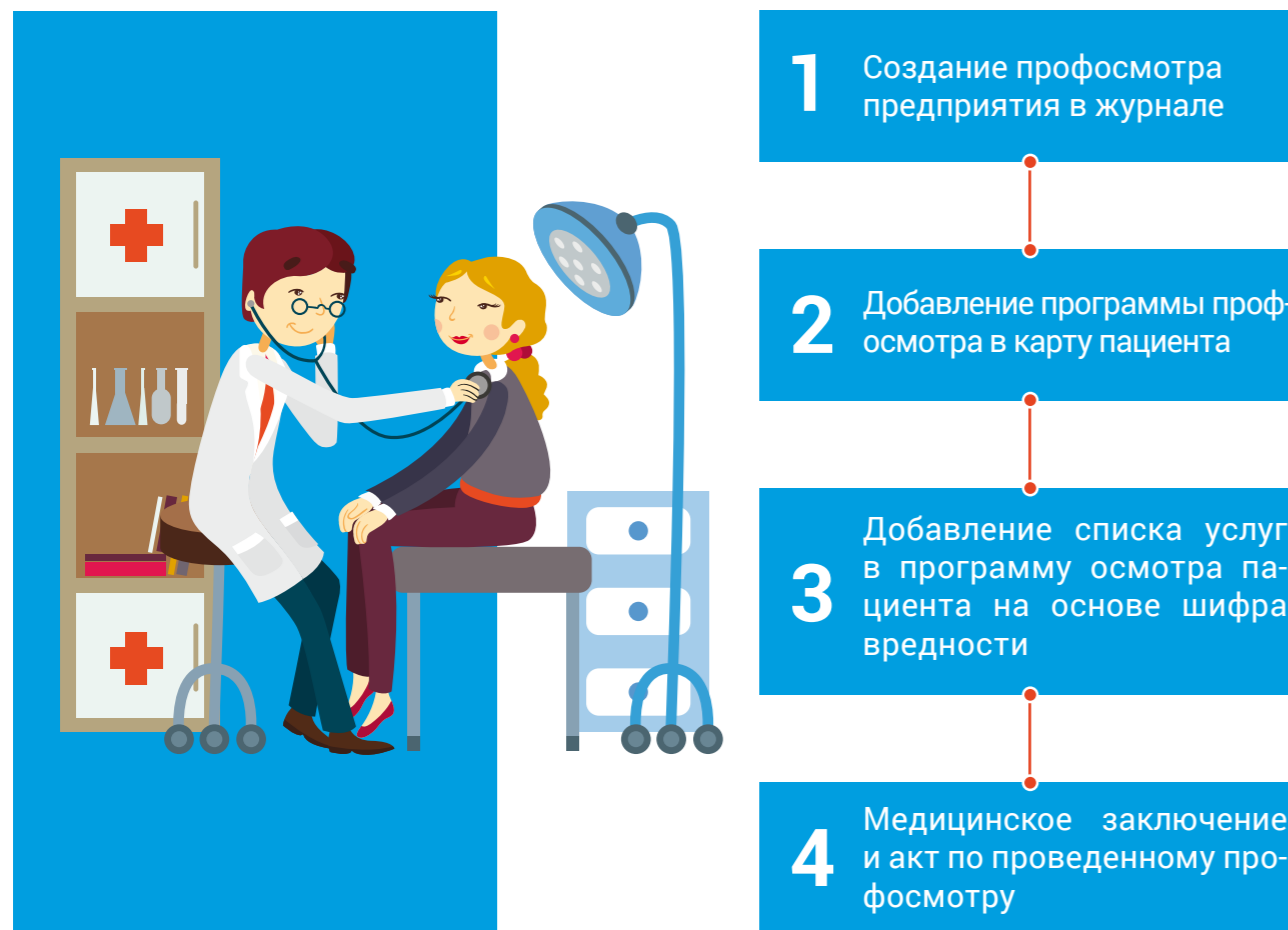 1
Создание профосмотра
предприятия в журнале
2
Добавление программы проф-
осмотра в карту пациента
3
Добавление списка услуг
в программу осмотра па-
циента на основе шифра
вредности
4
Медицинское заключение
и акт по проведенному про-
фосмотру